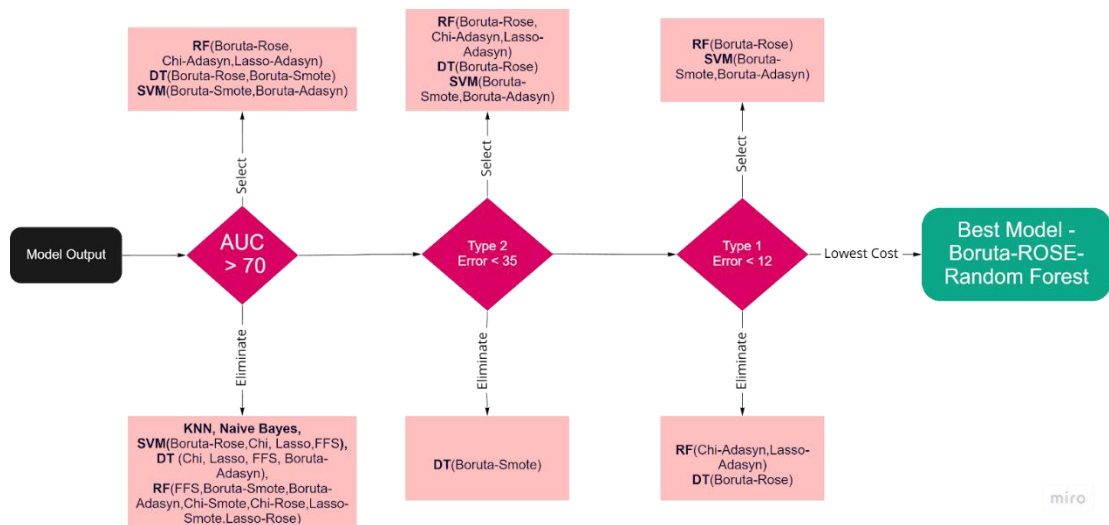 RF(Boruta-Rose,
Chi-Adasyn,Lasso-Adasyn)
DT(Boruta-Rose,Boruta-Smote)
SVM(Boruta-Smote,Boruta-Adasyn)
RF(Boruta-Rose,
Chi-Adasyn,Lasso-
Adasyn)
DT(Boruta-Rose)
SVM(Boruta-
Smote,Boruta-Adasyn)
RF(Boruta-Rose)
SVM(Boruta-
Smote,Boruta-Adasyn)
Select
Select
Select
Model Output
AUC
> 70
Type 2
Error < 35
Type 1
Error < 12
Lowest Cost
Best Model -
Boruta-ROSE-
Random Forest
Eliminate
Eliminate
Eliminate
KNN, Naive Bayes,
SVM(Boruta-Rose,Chi, Lasso,FFS),
DT (Chi, Lasso, FFS, Boruta-
Adasyn),
RF(FFS,Boruta-Smote,Boruta-
Adasyn,Chi-Smote,Chi-Rose,Lasso-
Smote,Lasso-Rose)
DT(Boruta-Smote)
RF(Chi-Adasyn,Lasso-
Adasyn)
DT(Boruta-Rose)
miro